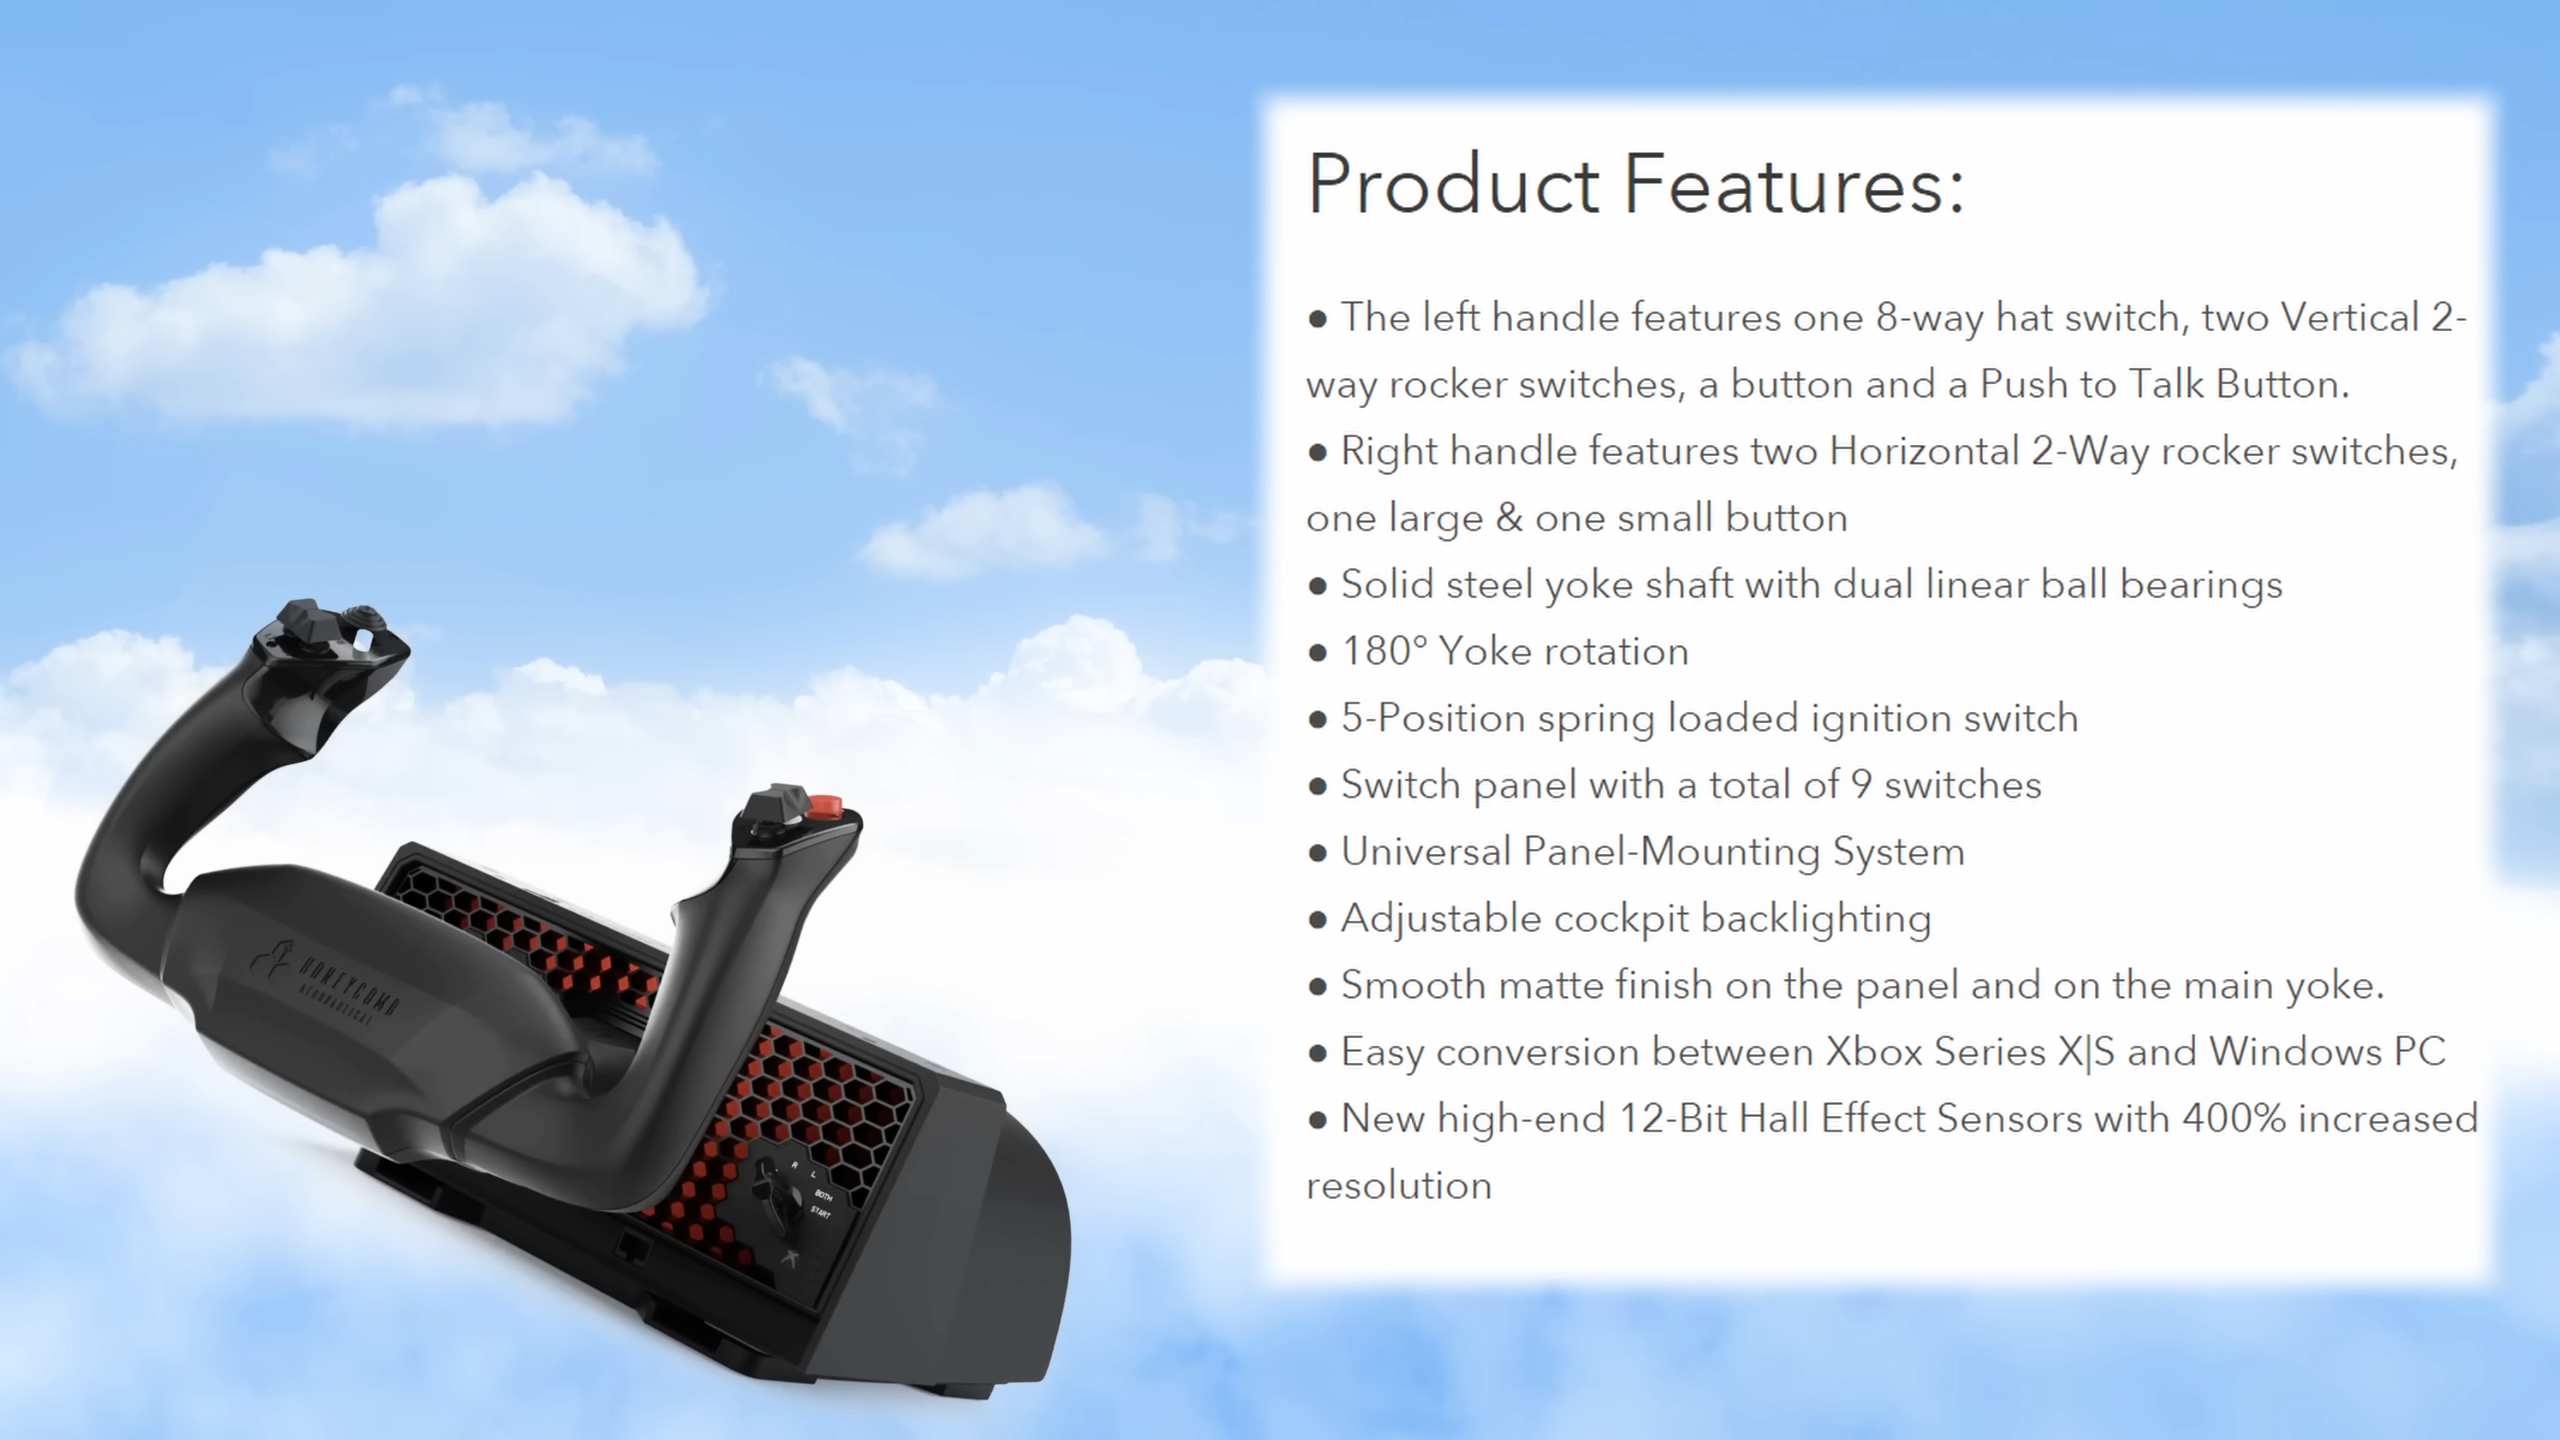 Product Features:
● The left handle features one 8-way hat switch, two Vertical 2-
way rocker switches, a button and a Push to Talk Button.
● Right handle features two Horizontal 2-Way rocker switches,
one large & one small button
● Solid steel yoke shaft with dual linear ball bearings
● 180° Yoke rotation
● 5-Position spring loaded ignition switch
● Switch panel with a total of 9 switches
● Universal Panel-Mounting System
● Adjustable cockpit backlighting
● Smooth matte finish on the panel and on the main yoke.
● Easy conversion between Xbox Series X|S and Windows PC
● New high-end 12-Bit Hall Effect Sensors with 400% increased
resolution
HONEYCOMB
AERONAUTICAL
R
L
BOTH
START